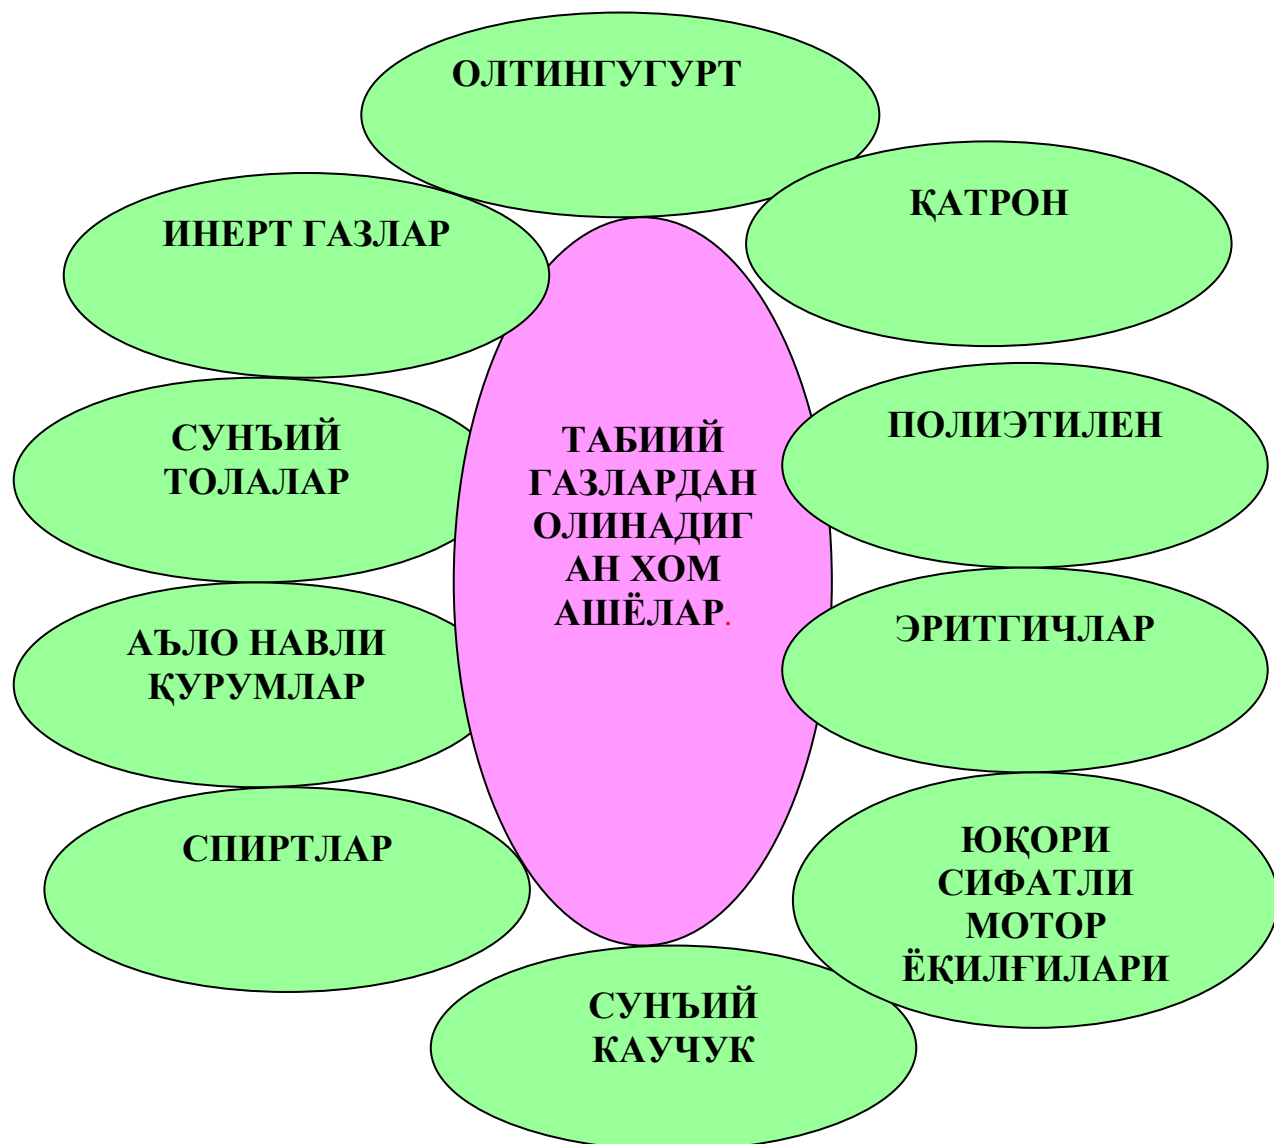 ОЛТИНГУГУРТ
ҚАТРОН
ИНЕРТ ГАЗЛАР
ПОЛИЭТИЛЕН
СУНЪИЙ
ТОЛАЛАР
ТАБИИЙ
ГАЗЛАРДАН
ОЛИНАДИГ
АН ХОМ
АШЁЛАР.
ЭРИТГИЧЛАР
АЪЛО НАВЛИ
ҚУРУМЛАР
СПИРТЛАР
ЮҚОРИ
СИФАТЛИ
МОТОР
ЁҚИЛҒИЛАРИ
СУНЪИЙ
КАУЧУК